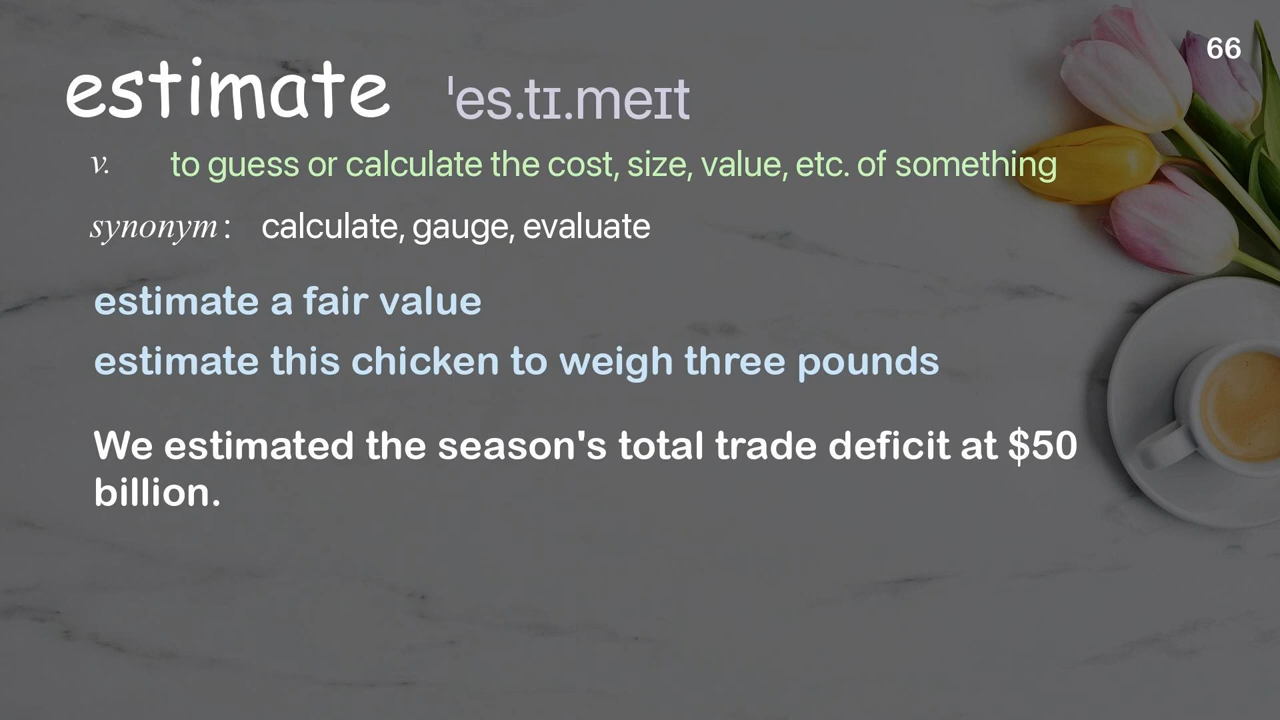 66
estimate ˈes.tɪ.meɪt
v. to guess or calculate the cost, size, value, etc. of something
synonym: calculate, gauge, evaluate
estimate a fair value
estimate this chicken to weigh three pounds
We estimated the season's total trade deficit at $50
billion.